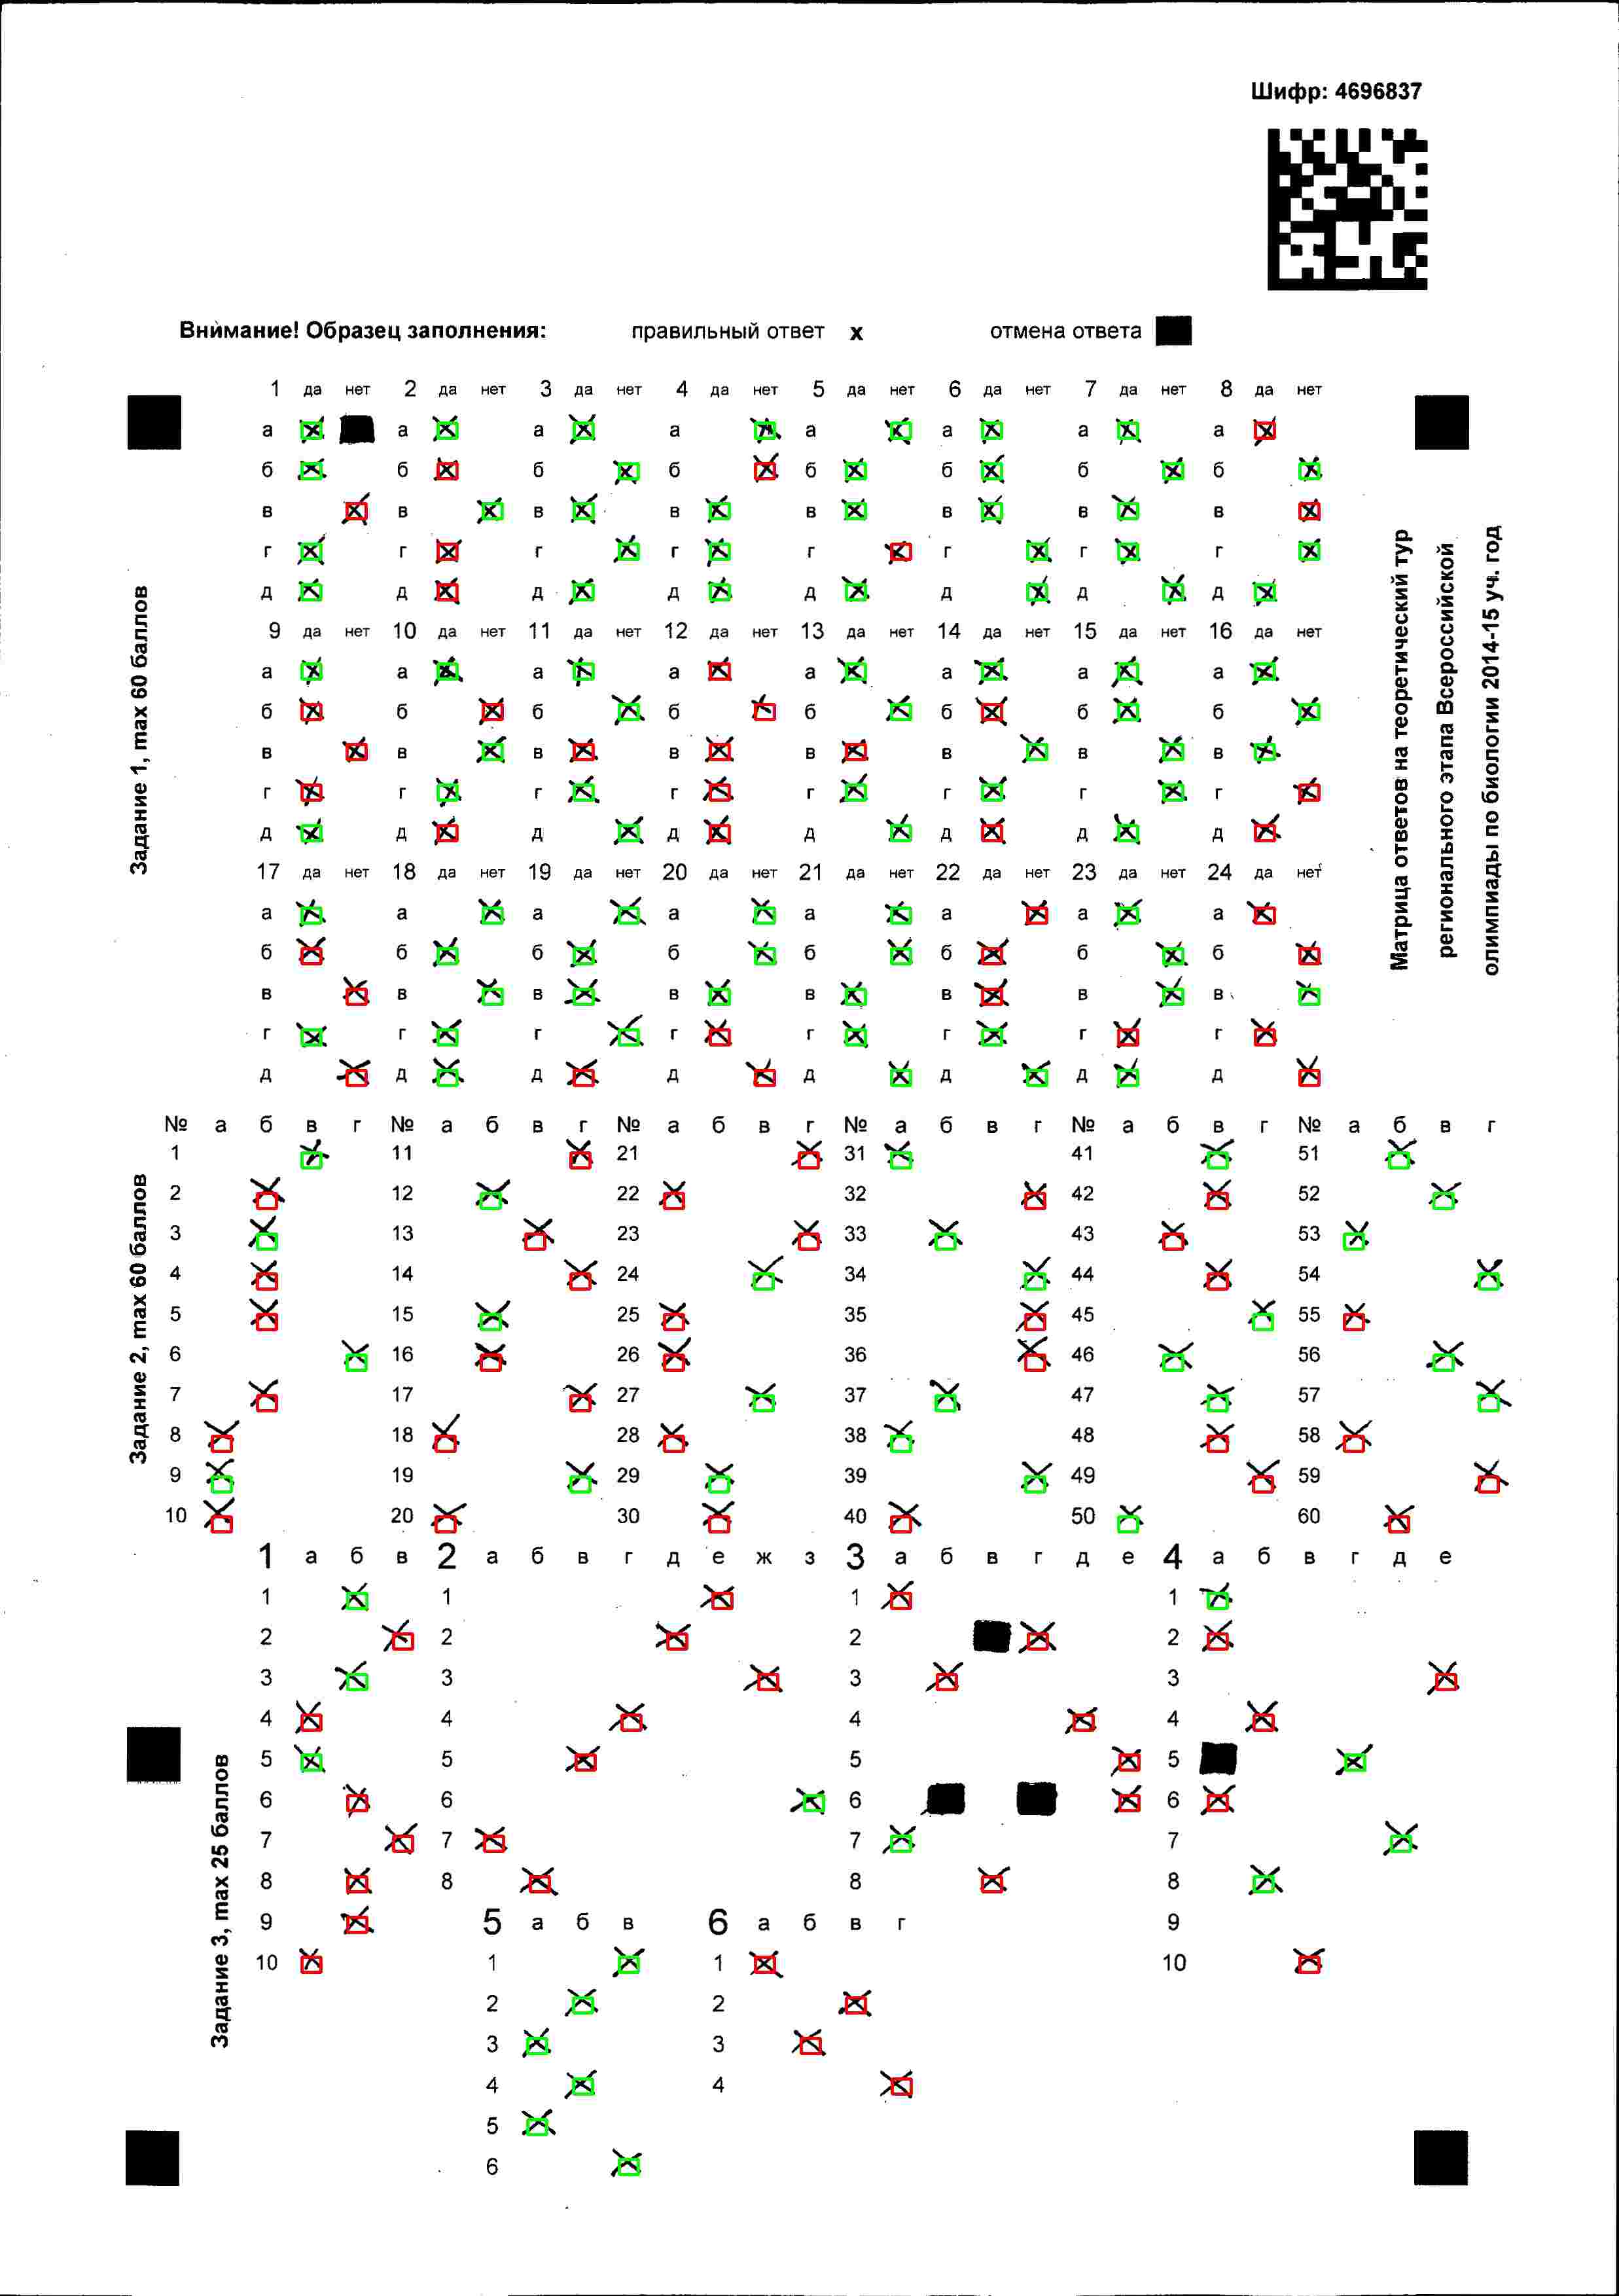 Шифр: 4696837
Внимание! Образец заполнения: правильный ответ х отмена ответа
1 да нет 2 да нет 3 да нет 4 да нет 5 да нет 6 да нет 7 да нет 8 да нет
а а а а а а а а
б б б б б б б б
в в в в в в в в
г г г г г г г г
д д д д д д д д
9 да нет 10 да нет 11 да нет 12 да нет 13 да нет 14 да нет 15 да нет 16 да нет
а а а а а а а а
б б б б б б б б
в в в в в в в в
г г г г г г г г
д д д д д д д д
17 да нет 18 да нет 19 да нет 20 да нет 21 да нет 22 да нет 23 да нет 24 да нет
а а а а а а а а
б б б б б б б б
в в в в в в в в
г г г г г г г г
д д д д д д д д
Задание 1, max 60 баллов
Матрица ответов на теоретический тур
регионального этапа Всероссийской
олимпиады по биологии 2014-15 уч. год
№ а б в г № а б в г № а б в г № а б в г № а б в г № а б в г
1 11 21 31 41 51
2 12 22 32 42 52
3 13 23 33 43 53
4 14 24 34 44 54
5 15 25 35 45 55
6 16 26 36 46 56
7 17 27 37 47 57
8 18 28 38 48 58
9 19 29 39 49 59
10 20 30 40 50 60
Задание 2, max 60 баллов
1 а б в 2 а б в г д е ж з 3 а б в г д е 4 а б в г д е
1 1 1 1
2 2 2 2
3 3 3 3
4 4 4 4
5 5 5 5
6 6 6 6
7 7 7 7
8 8 8 8
9 5 а б в 6 а б в г 9
10 1 1 10
2 2
3 3
4 4
5
6
Задание 3, max 25 баллов